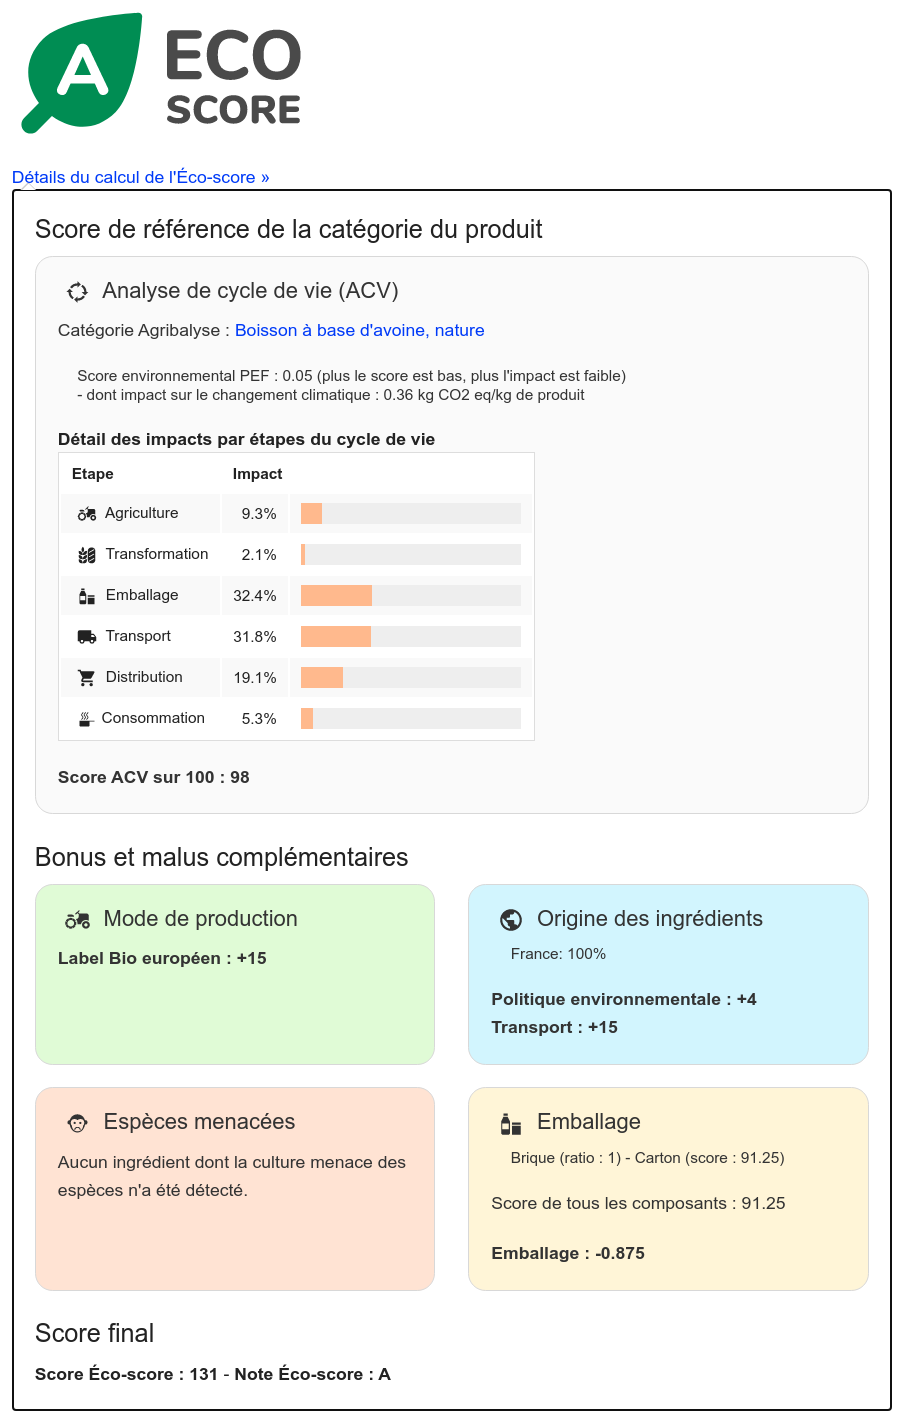 A
ECO
SCORE
Détails du calcul de l'Éco-score »
Score de référence de la catégorie du produit
Analyse de cycle de vie (ACV)
Catégorie Agribalyse : Boisson à base d'avoine, nature
Score environnemental PEF : 0.05 (plus le score est bas, plus l'impact est faible)
- dont impact sur le changement climatique : 0.36 kg CO2 eq/kg de produit
Détail des impacts par étapes du cycle de vie
Etape Impact
Agriculture 9.3%
Transformation 2.1%
Emballage 32.4%
Transport 31.8%
Distribution 19.1%
Consommation 5.3%
Score ACV sur 100 : 98
Bonus et malus complémentaires
Mode de production
Label Bio européen : +15
Origine des ingrédients
France: 100%
Politique environnementale : +4
Transport : +15
Espèces menacées
Aucun ingrédient dont la culture menace des
espèces n'a été détecté.
Emballage
Brique (ratio : 1) - Carton (score : 91.25)
Score de tous les composants : 91.25
Emballage : -0.875
Score final
Score Éco-score : 131 - Note Éco-score : A